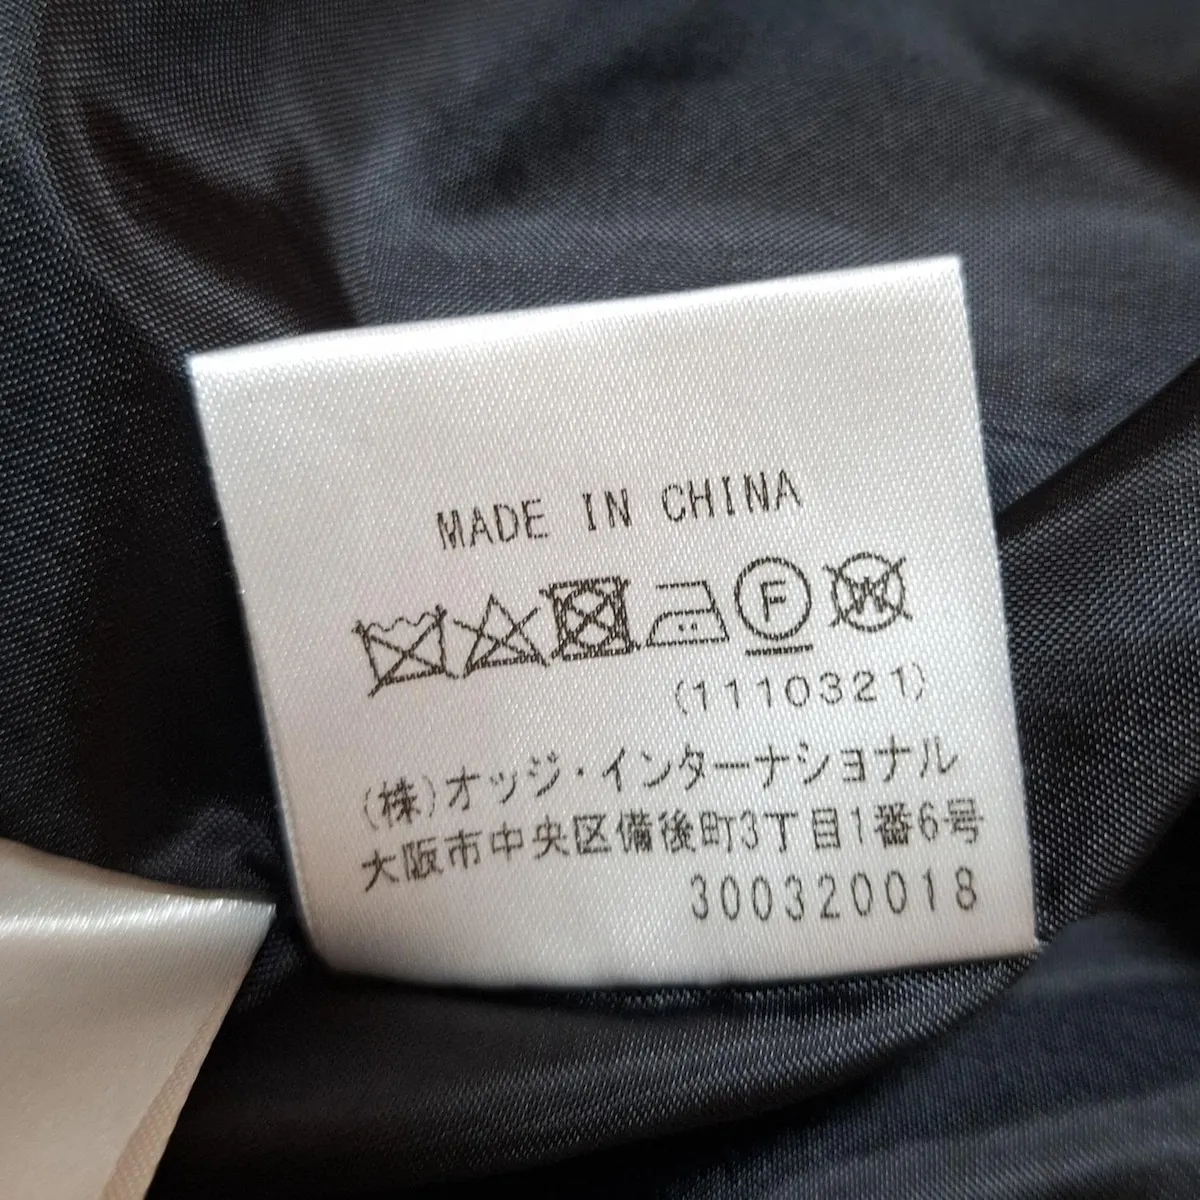 MADE IN CHINA
F W
(1110321)
(株)オッジ・インターナショナル
大阪市中央区備後町3丁目1番6号
300320018